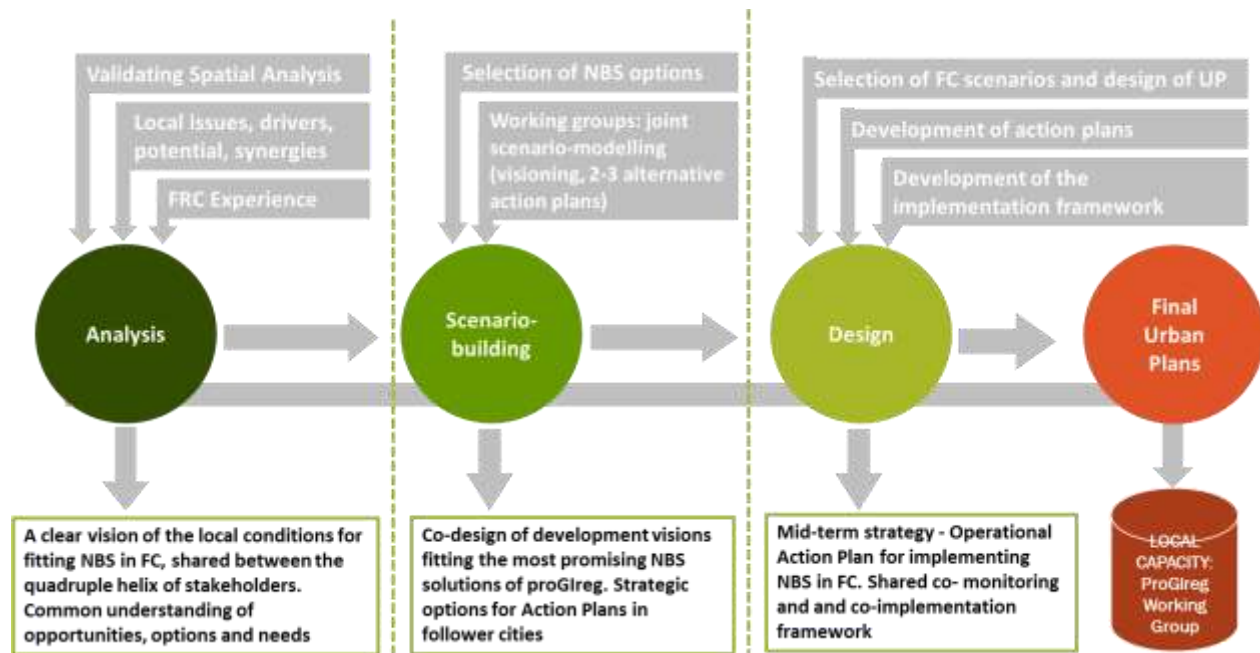 Validating Spatial Analysis
Local issues, drivers,
potential, synergies
FRC Experience
Selection of NBS options
Working groups: joint
scenario-modelling
(visioning, 2-3 alternative
action plans)
Selection of FC scenarios and design of UP
Development of action plans
Development of the
implementation framework
Analysis
Scenario-
building
Design
Final
Urban
Plans
A clear vision of the local conditions for
fitting NBS in FC, shared between the
quadruple helix of stakeholders.
Common understanding of
opportunities, options and needs
Co-design of development visions
fitting the most promising NBS
solutions of proGIreg. Strategic
options for Action Plans in
follower cities
Mid-term strategy - Operational
Action Plan for implementing
NBS in FC. Shared co- monitoring
and and co-implementation
framework
LOCAL
CAPACITY:
ProGIreg
Working
Group